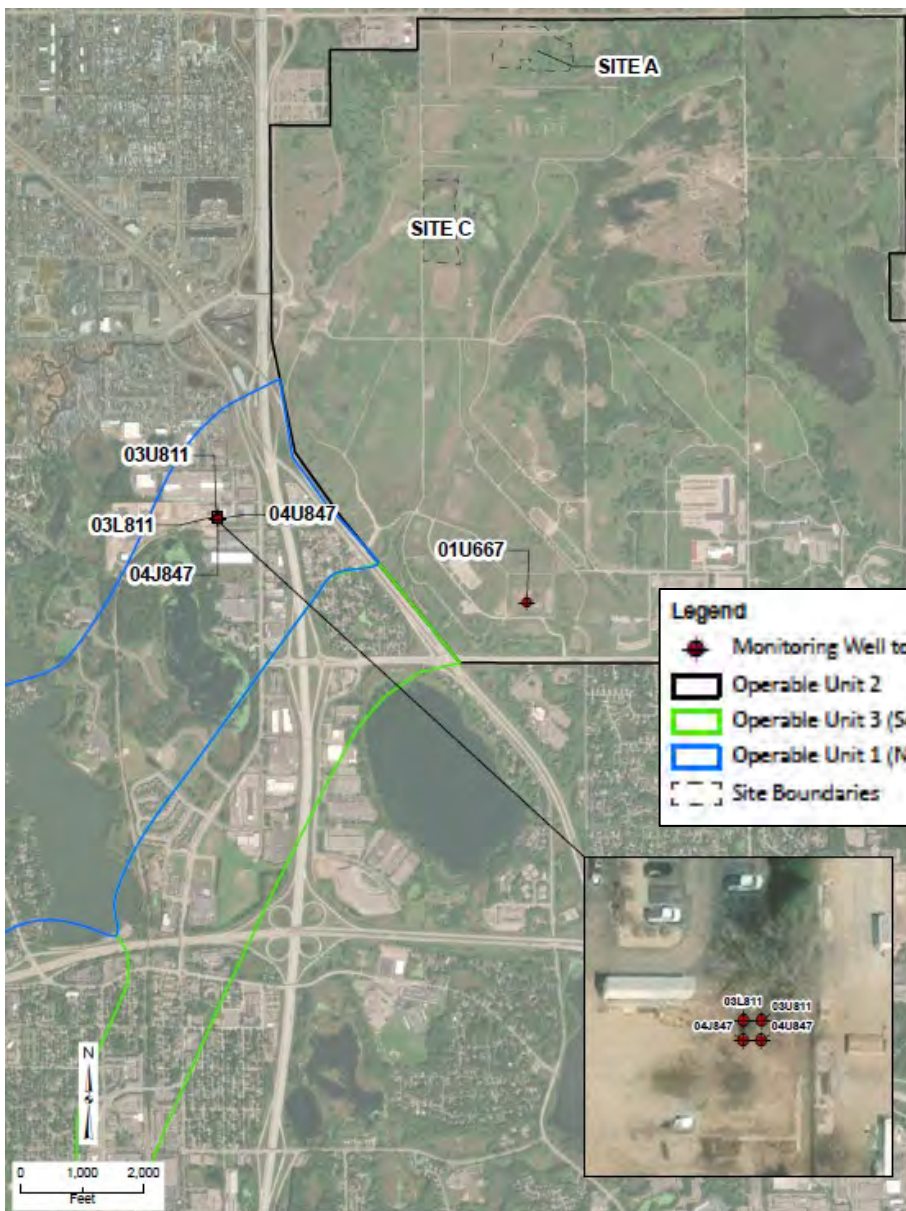 SITE A
SITE C
03U811
03L811
04U847
04J847
01U667
Legend
Monitoring Well to
Operable Unit 2
Operable Unit 3 (S
Operable Unit 1 (N
Site Boundaries
03L811
03U811
04J847
04U847
N
0 1,000 2,000
Feet